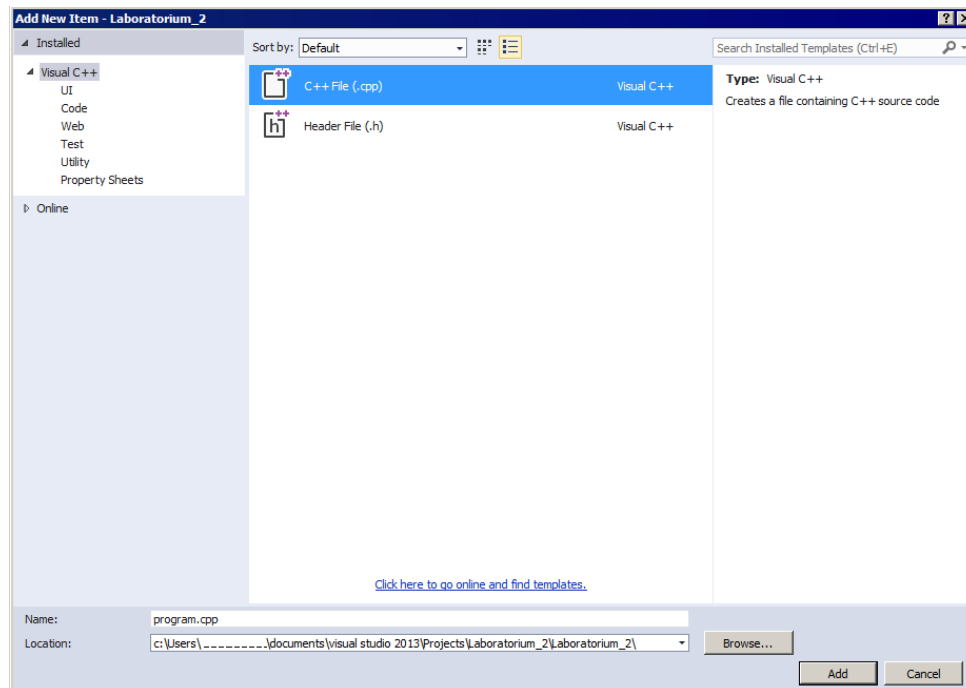 Add New Item - Laboratorium_2
Installed
Visual C++
UI
Code
Web
Test
Utility
Property Sheets
Online
Sort by: Default
C++ File (.cpp) Visual C++
Header File (.h) Visual C++
Search Installed Templates (Ctrl+E)
Type: Visual C++
Creates a file containing C++ source code
Click here to go online and find templates.
Name: program.cpp
Location: c:\Users\_________.\documents\visual studio 2013\Projects\Laboratorium_2\Laboratorium_2\
Browse...
Add Cancel